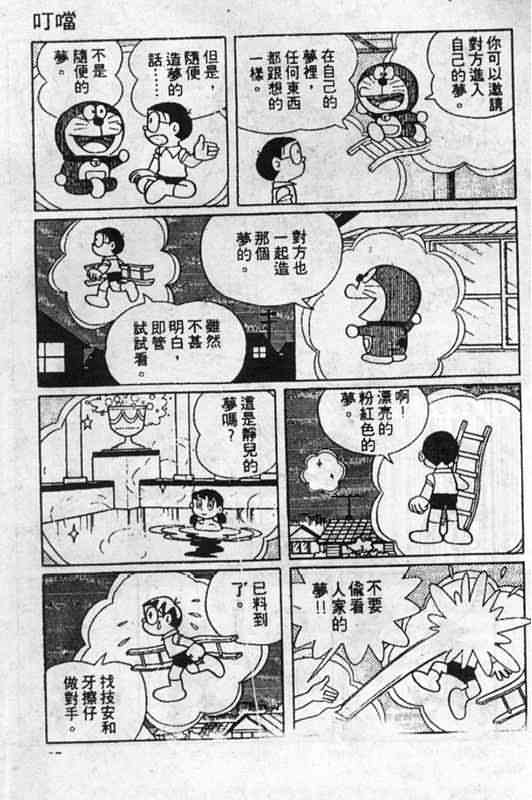 叮噹
你可以邀請
對方進入
自己的夢。
在自己的
夢裡,
任何東西
都跟想的
一樣。
但是,
隨便
造夢的
話……
不是
隨便的
夢。
對方也
一起造
那個
夢的。
雖然
不甚
明白,
即管
試試看。
啊!
漂亮的
粉紅色的
夢。
這是靜兒的
夢嗎?
不要
偸看
人家的
夢!!
已料到
了。
找技安和
牙擦仔
做對手。